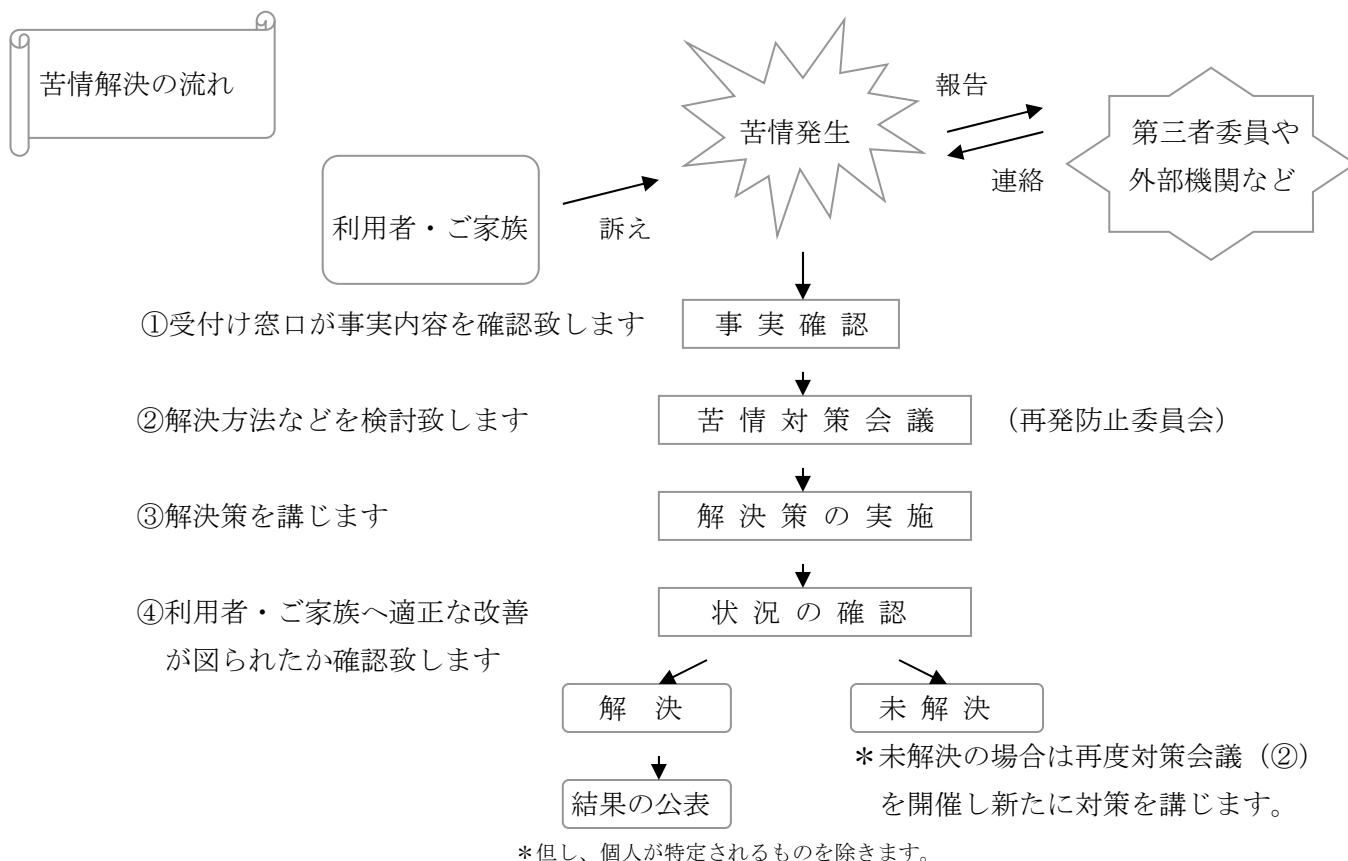 苦情解決の流れ
苦情発生
報告
連絡
第三者委員や
外部機関など
利用者・ご家族
訴え
①受付け窓口が事実内容を確認致します
事 実 確 認
②解決方法などを検討致します
苦 情 対 策 会 議
(再発防止委員会)
③解決策を講じます
解 決 策 の 実 施
④利用者・ご家族へ適正な改善
が図られたか確認致します
状 況 の 確 認
解 決
未 解 決
結果の公表
*未解決の場合は再度対策会議（②）
を開催し新たに対策を講じます。
*但し、個人が特定されるものを除きます。